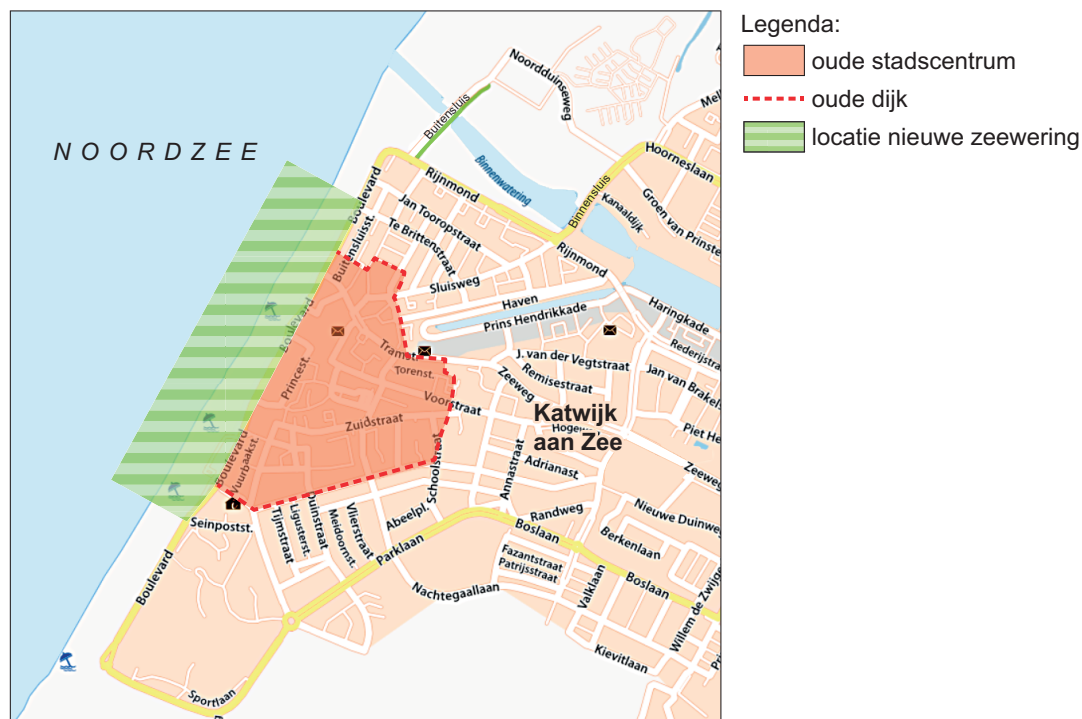 Legenda:
oude stadscentrum
oude dijk
locatie nieuwe zeewering
NOORDZEE
Noordduinseweg
Buitensluis
Binnenwatering
Hoorneslaan
Binnensluis
Kanaaldijk
Groen van Prinste
Boulevard
Rijnmond
Jan Tooropstraat
Te Brittenstraat
Buitensluisst.
Rijnmond
Sluisweg
Haven
Prins Hendrikkade
Haringkade
Rederijstra
Boulevard
Princest.
Tramst
Torenst.
J. van der Vegtstraat
Remisestraat
Zeeweg
Jan van Brakels
Voorstraat
Katwijk
aan Zee
Hogew
Piet He
Zuidstraat
Boulevard
Vuurbaakst.
Schoolstraat
Annastraat
Adrianast.
Zeeweg
Seinpostst.
Tijmstraat
Ligusterst.
Duinstraat
Meidoornst.
Vlierstraat
Abeelpl.
Randweg
Nieuwe Duinweg
Boslaan
Berkenlaan
Parklaan
Fazantstraat
Patrijsstraat
Boslaan
Boulevard
Nachtegaallaan
Valklaan
Willem de Zwijge
Kievitlaan
Sportlaan